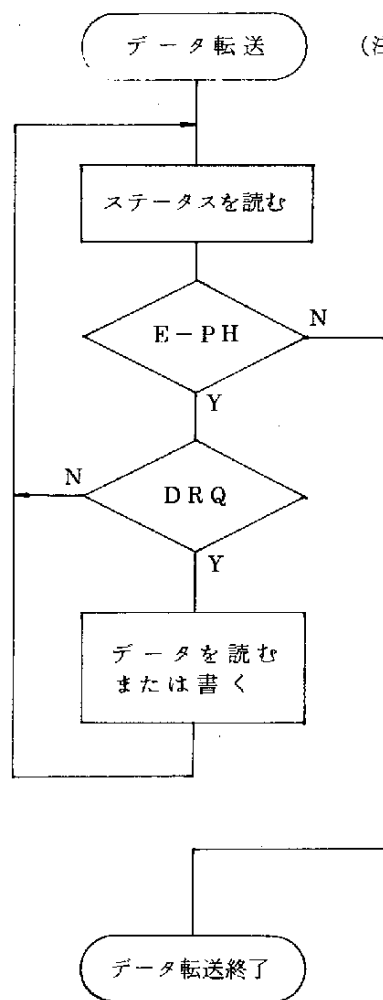 データ転送
(注
ステータスを読む
E-PH
N
Y
N
DRQ
Y
データを読む
または書く
データ転送終了